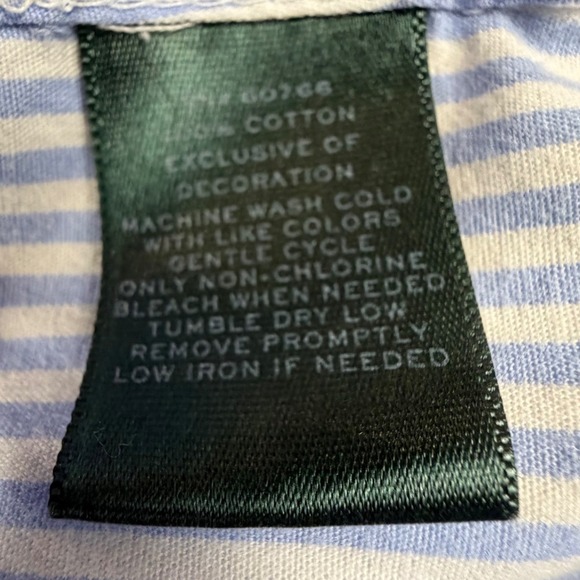 COTTON
EXCLUSIVE OF
DECORATION
MACHINE WASH COLD
WITH LIKE COLORS
GENTLE CYCLE
ONLY NON-CHLORINE
BLEACH WHEN NEEDED
TUMBLE DRY LOW
REMOVE PROMPTLY
LOW IRON IF NEEDED